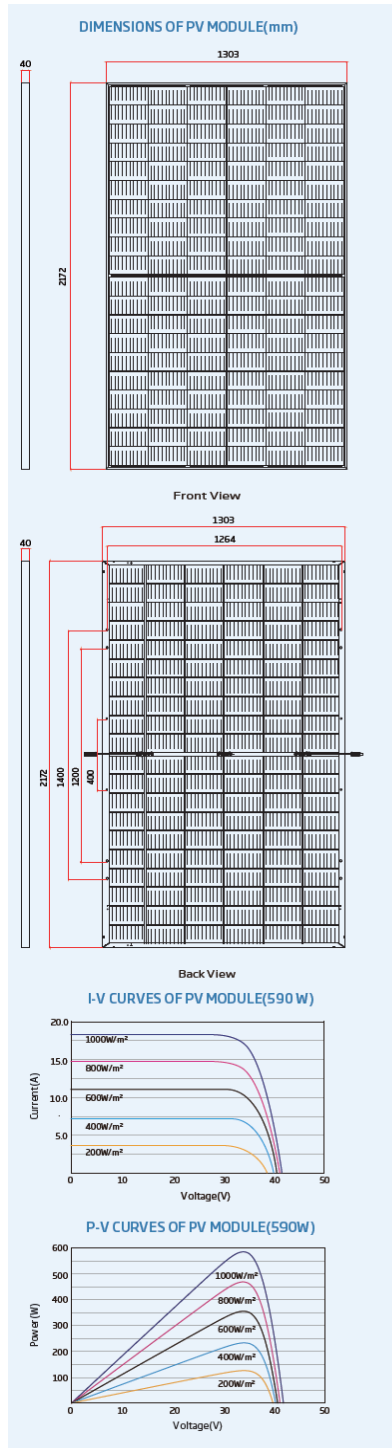 DIMENSIONS OF PV MODULE(mm)
1303
40
2172
Front View
1303
1264
40
2172
1400
1200
400
Back View
I-V CURVES OF PV MODULE(590 W)
20.0
15.0
10.0
5.0
Current(A)
1000W/m²
800W/m²
600W/m²
400W/m²
200W/m²
0 10 20 30 40 50
Voltage(V)
P-V CURVES OF PV MODULE(590W)
600
500
400
300
200
100
Power(W)
1000W/m²
800W/m²
600W/m²
400W/m²
200W/m²
0 10 20 30 40 50
Voltage(V)